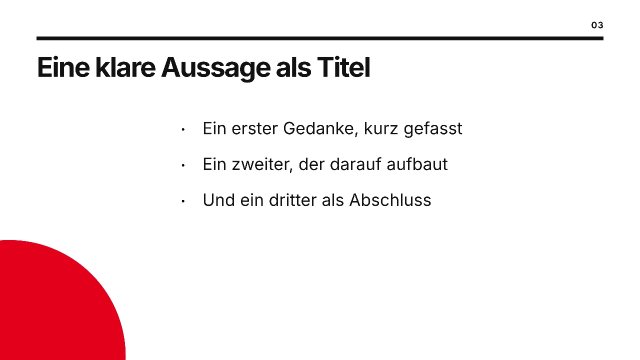 03
Eine klare Aussage als Titel
· Ein erster Gedanke, kurz gefasst
· Ein zweiter, der darauf aufbaut
· Und ein dritter als Abschluss